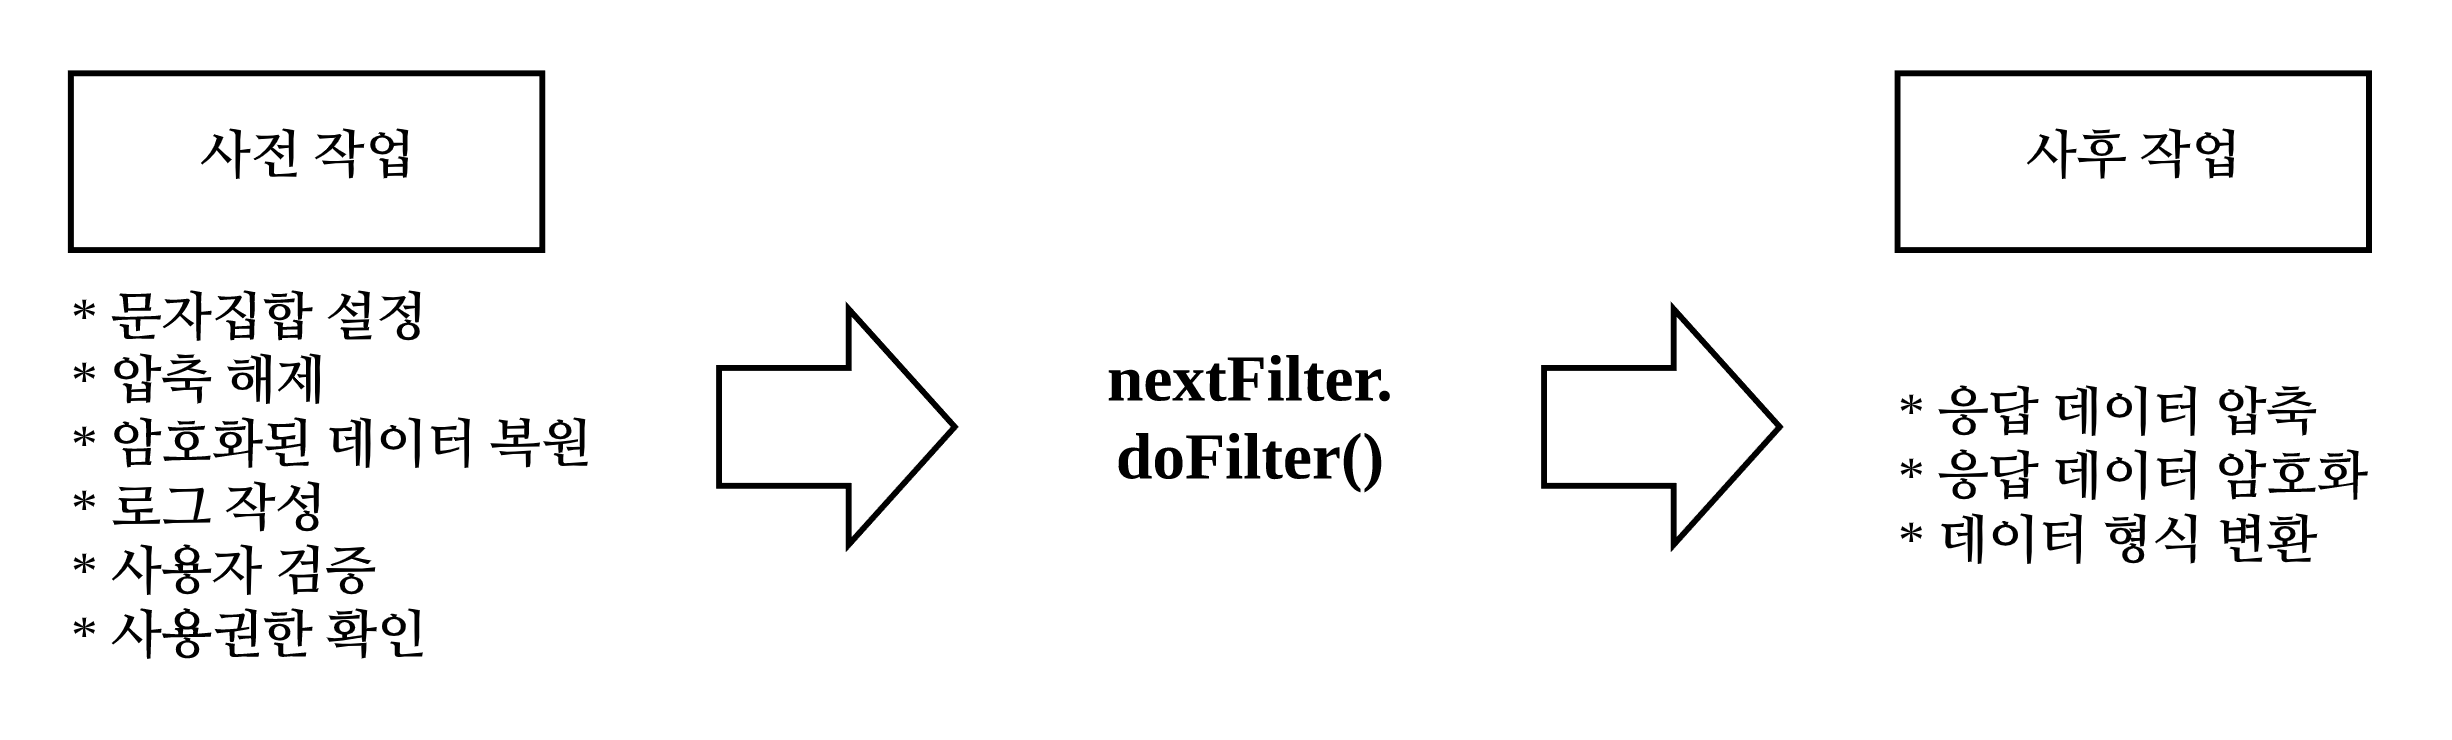 사전 작업
* 문자집합 설정
* 압축 해제
* 암호화된 데이터 복원
* 로그 작성
* 사용자 검증
* 사용권한 확인
nextFilter.
doFilter()
사후 작업
* 응답 데이터 압축
* 응답 데이터 암호화
* 데이터 형식 변환